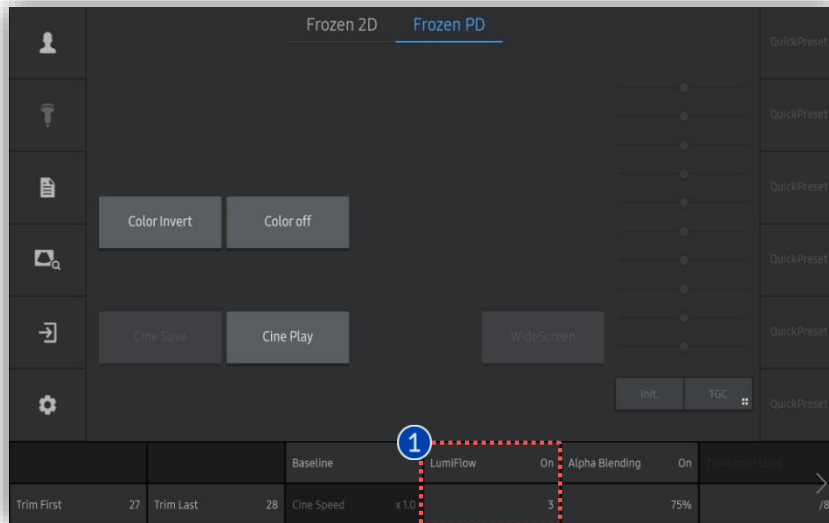 Frozen 2D
Frozen PD
QuickPreset
QuickPreset
QuickPreset
Color Invert
Color off
QuickPreset
Cine Save
Cine Play
WideScreen
QuickPreset
Init.
TGC
QuickPreset
1
Baseline
LumiFlow On
Alpha Blending On
Trim First 27
Trim Last 28
Cine Speed x 1.0
3
75%
/8